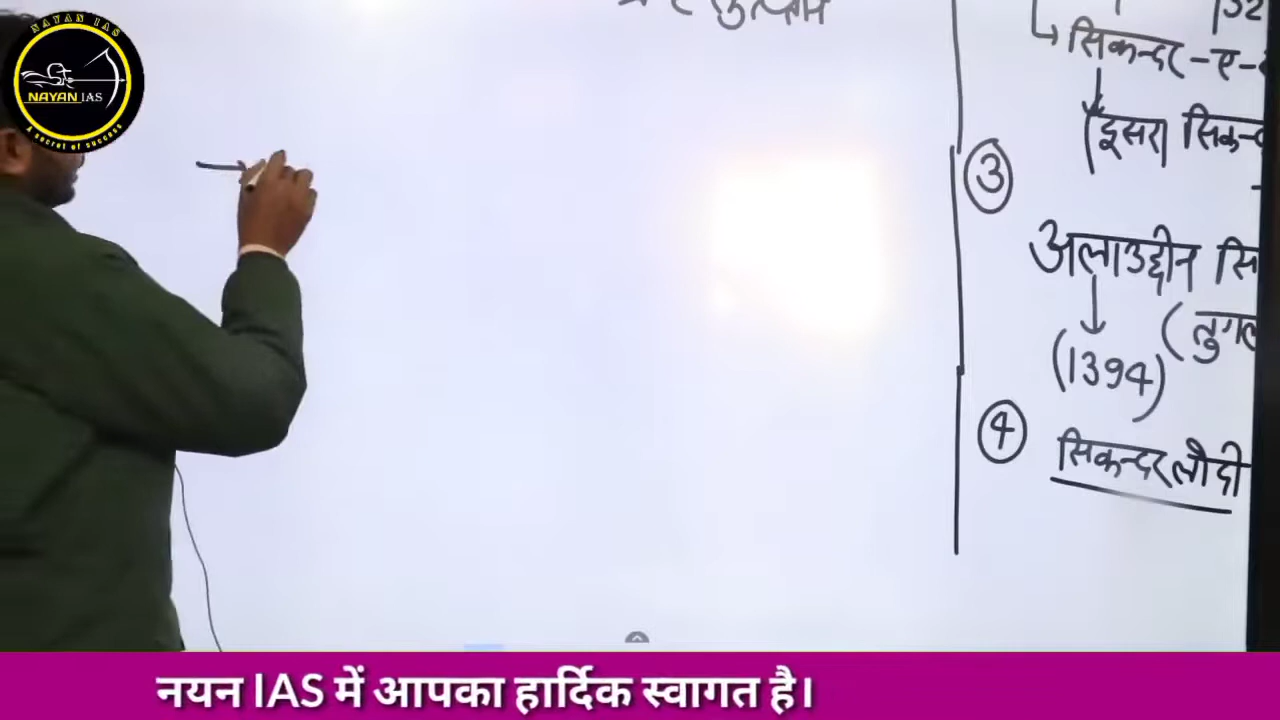 NAYAN IAS
NAYAN IAS
A secret of success
सिकन्दर-ए-
(दूसरा
③
अलाउद्दीन
(1394)
④
सिकन्दर लोदी
नयन IAS में आपका हार्दिक स्वागत है।